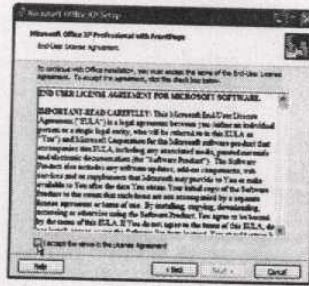 Microsoft Office XP Setup
Microsoft Office XP Professional with FrontPage
End-User License Agreement
To continue with Office installation, you must accept the terms of the End-User License
Agreement. To accept the agreement, click the check box below.
END-USER LICENSE AGREEMENT FOR MICROSOFT SOFTWARE
IMPORTANT-READ CAREFULLY: This Microsoft End-User License
Agreement ("EULA") is a legal agreement between you (either an individual
person or a single legal entity, who will be referred to in this EULA as
"You") and Microsoft Corporation for the Microsoft software product that
accompanies this EULA, including any associated media, printed materials
and electronic documentation (the "Software Product"). The Software
Product also includes any software updates, add-on components, web
services and/or supplements that Microsoft may provide to You or make
available to You after the date You obtain Your initial copy of the Software
Product to the extent that such items are not accompanied by a separate
license agreement or terms of use. By installing, copying, downloading,
accessing or otherwise using the Software Product, You agree to be bound
by the terms of this EULA. If You do not agree to the terms of this EULA, do
I accept the terms in the License Agreement
Help
< Back
Next >
Cancel